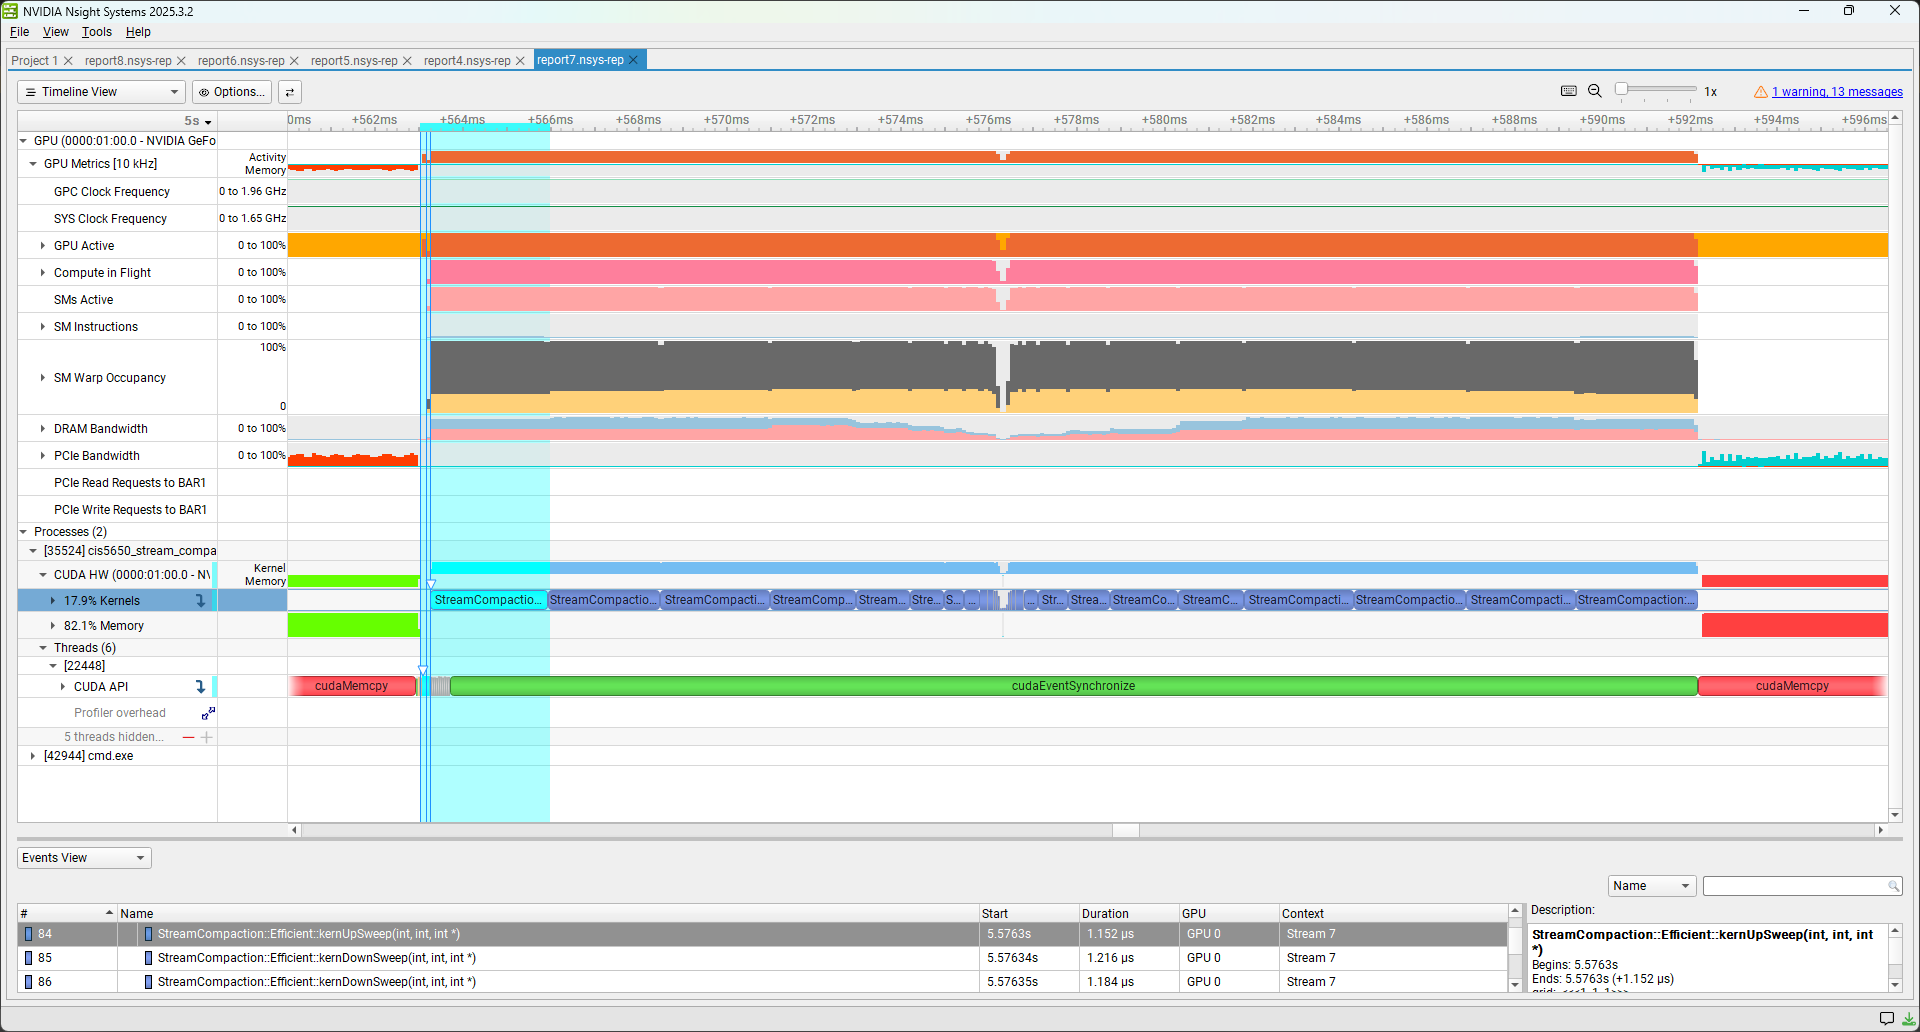 NVIDIA Nsight Systems 2025.3.2
File View Tools Help
Project 1 report8.nsys-rep report6.nsys-rep report5.nsys-rep report4.nsys-rep report7.nsys-rep
Timeline View Options... 1x 1 warning, 13 messages
5s 0ms +562ms +564ms +566ms +568ms +570ms +572ms +574ms +576ms +578ms +580ms +582ms +584ms +586ms +588ms +590ms +592ms +594ms +596ms
GPU (0000:01:00.0 - NVIDIA GeFo
GPU Metrics [10 kHz] Activity
Memory
GPC Clock Frequency 0 to 1.96 GHz
SYS Clock Frequency 0 to 1.65 GHz
GPU Active 0 to 100%
Compute in Flight 0 to 100%
SMs Active 0 to 100%
SM Instructions 0 to 100%
100%
SM Warp Occupancy
0
DRAM Bandwidth 0 to 100%
PCIe Bandwidth 0 to 100%
PCIe Read Requests to BAR1
PCIe Write Requests to BAR1
Processes (2)
[35524] cis5650_stream_compa
CUDA HW (0000:01:00.0 - NV Kernel
Memory
17.9% Kernels StreamCompactio... StreamCompactio... StreamCompacti... StreamComp... Stream... Stre... S... ... ... Str... Strea... StreamCo... StreamC... StreamCompacti... StreamCompactio... StreamCompacti... StreamCompaction:...
82.1% Memory
Threads (6)
[22448]
CUDA API cudaMemcpy cudaEventSynchronize cudaMemcpy
Profiler overhead
5 threads hidden...
[42944] cmd.exe
Events View
Name
# Name Start Duration GPU Context Description:
84 StreamCompaction::Efficient::kernUpSweep(int, int, int *) 5.5763s 1.152 μs GPU 0 Stream 7
85 StreamCompaction::Efficient::kernDownSweep(int, int, int *) 5.57634s 1.216 μs GPU 0 Stream 7
86 StreamCompaction::Efficient::kernDownSweep(int, int, int *) 5.57635s 1.184 μs GPU 0 Stream 7
StreamCompaction::Efficient::kernUpSweep(int, int, int
*)
Begins: 5.5763s
Ends: 5.5763s (+1.152 μs)
grid: <<<1, 1, 1>>>